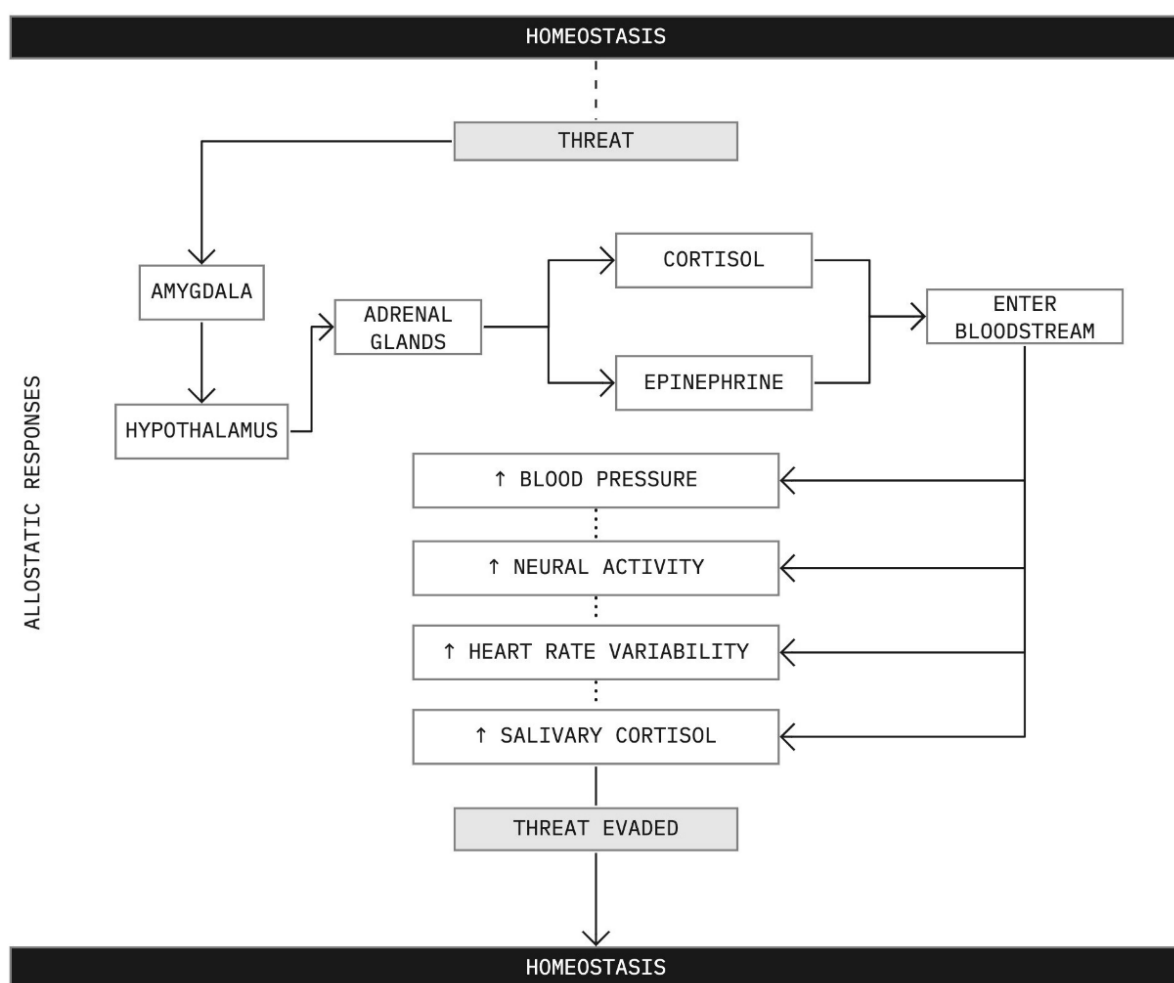 HOMEOSTASIS
THREAT
AMYGDALA
HYPOTHALAMUS
ADRENAL
GLANDS
CORTISOL
EPINEPHRINE
ENTER
BLOODSTREAM
ALLOSTATIC RESPONSES
↑ BLOOD PRESSURE
↑ NEURAL ACTIVITY
↑ HEART RATE VARIABILITY
↑ SALIVARY CORTISOL
THREAT EVADED
HOMEOSTASIS